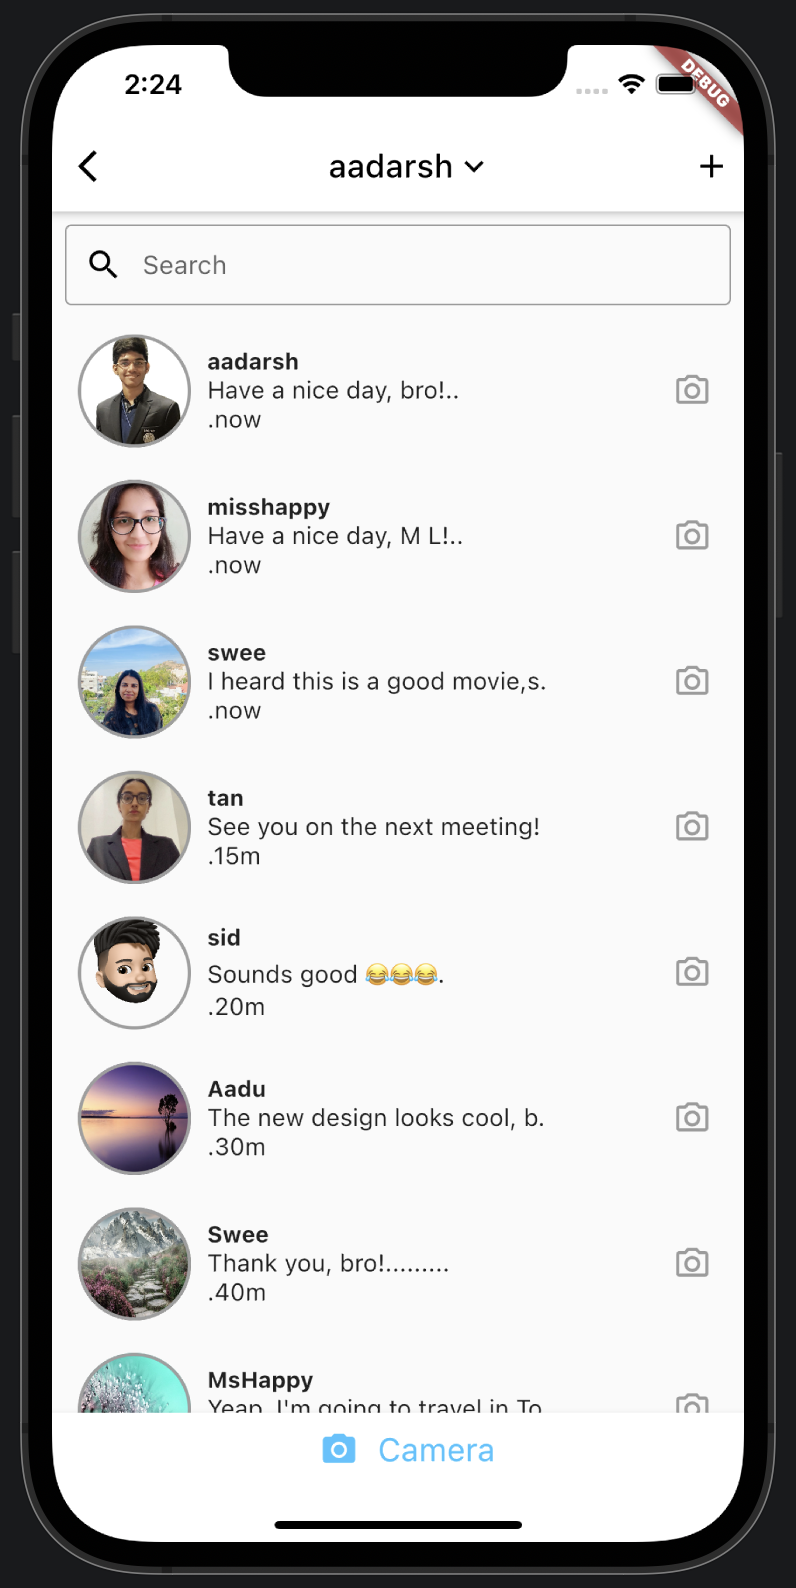 2:24
DEBUG
aadarsh
Search
aadarsh
Have a nice day, bro!..
.now
misshappy
Have a nice day, M L!..
.now
swee
I heard this is a good movie,s.
.now
tan
See you on the next meeting!
.15m
sid
Sounds good 😂😂😂.
.20m
Aadu
The new design looks cool, b.
.30m
Swee
Thank you, bro!.........
.40m
MsHappy
Yeap, I'm going to travel in To
Camera